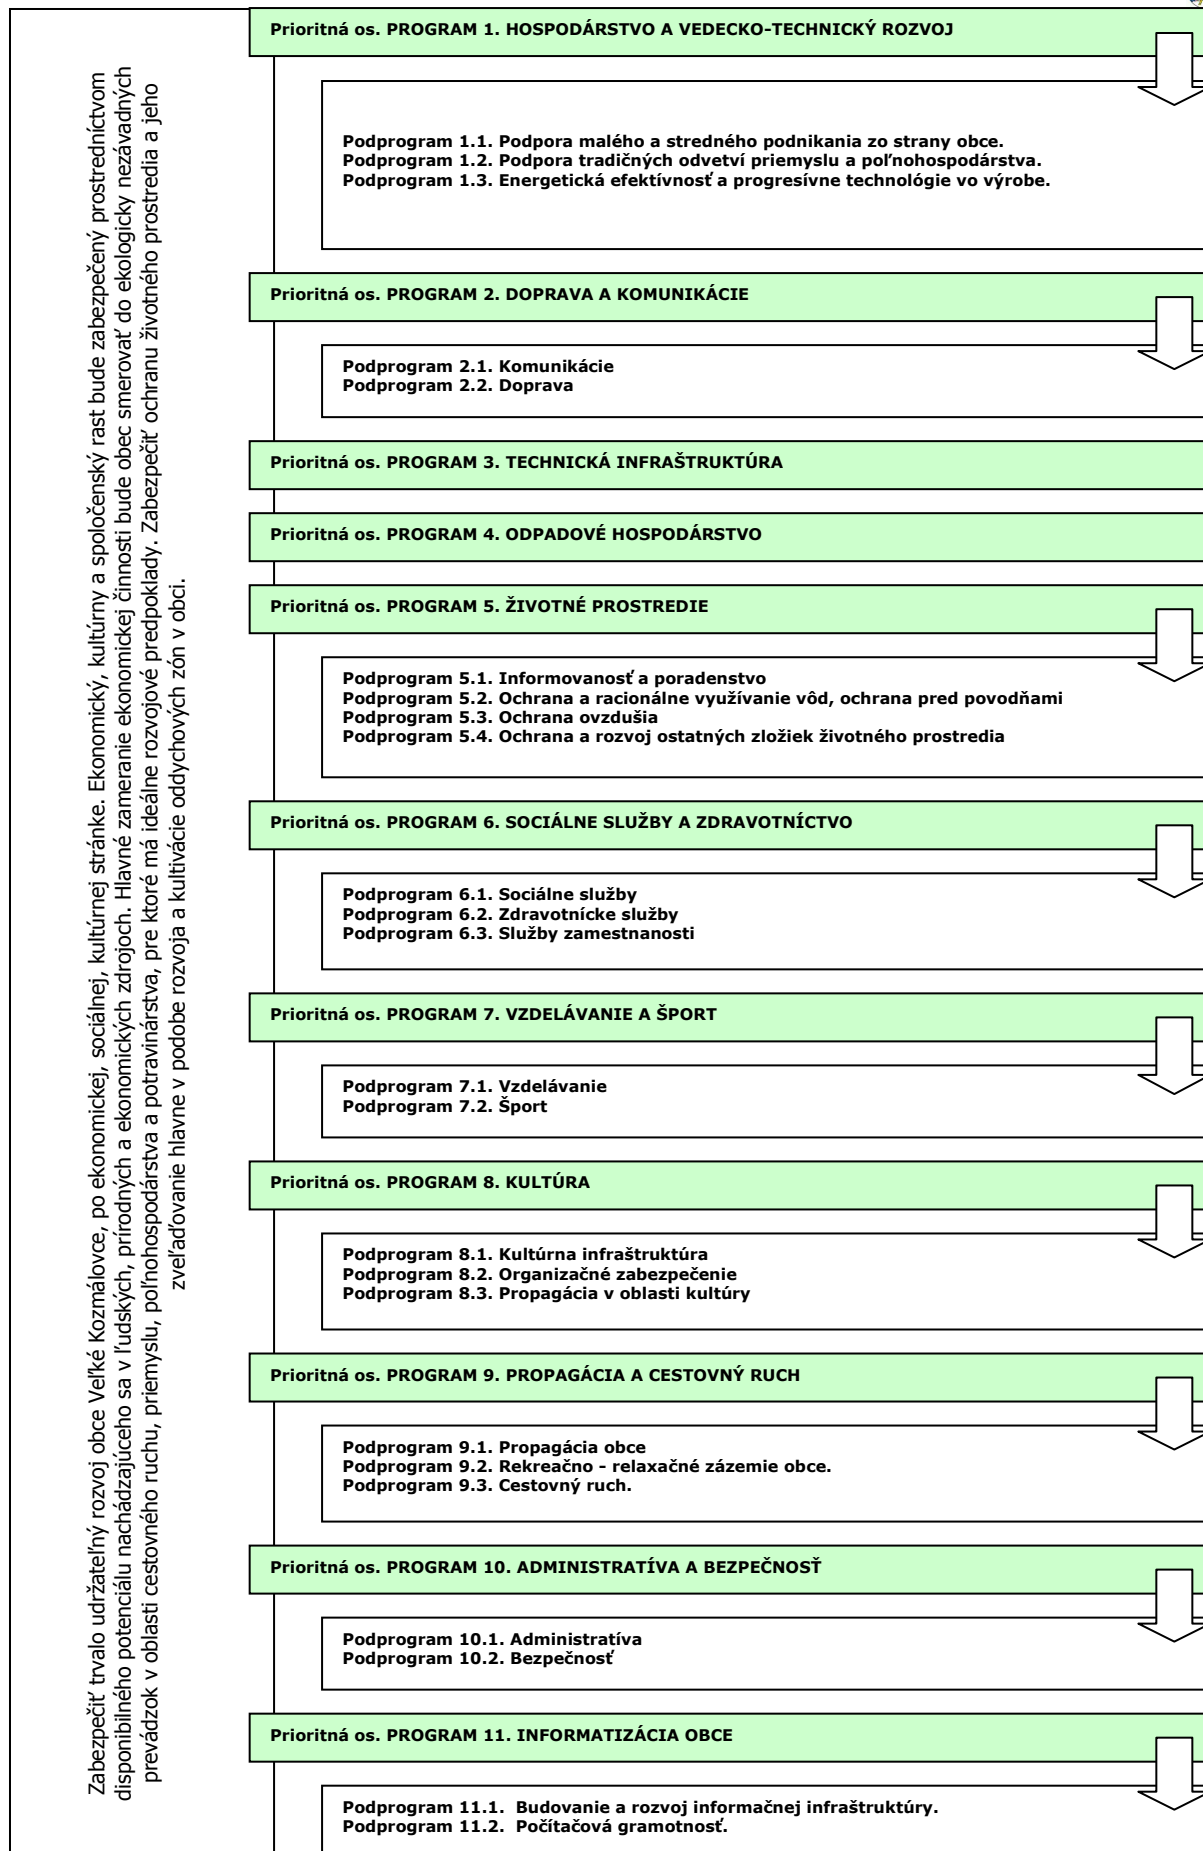 Zabezpečiť trvalo udržateľný rozvoj obce Veľké Kozmálovce, po ekonomickej, sociálnej, kultúrnej stránke. Ekonomický, kultúrny a spoločenský rast bude zabezpečený prostredníctvom
disponibilného potenciálu nachádzajúceho sa v ľudských, prírodných a ekonomických zdrojoch. Hlavné zameranie ekonomickej činnosti bude obec smerovať do ekologicky nezávadných
prevádzok v oblasti cestovného ruchu, priemyslu, poľnohospodárstva a potravinárstva, pre ktoré má ideálne rozvojové predpoklady. Zabezpečiť ochranu životného prostredia a jeho
zveľaďovanie hlavne v podobe rozvoja a kultivácie oddychových zón v obci.
Prioritná os. PROGRAM 1. HOSPODÁRSTVO A VEDECKO-TECHNICKÝ ROZVOJ
Podprogram 1.1. Podpora malého a stredného podnikania zo strany obce.
Podprogram 1.2. Podpora tradičných odvetví priemyslu a poľnohospodárstva.
Podprogram 1.3. Energetická efektívnosť a progresívne technológie vo výrobe.
Prioritná os. PROGRAM 2. DOPRAVA A KOMUNIKÁCIE
Podprogram 2.1. Komunikácie
Podprogram 2.2. Doprava
Prioritná os. PROGRAM 3. TECHNICKÁ INFRAŠTRUKTÚRA
Prioritná os. PROGRAM 4. ODPADOVÉ HOSPODÁRSTVO
Prioritná os. PROGRAM 5. ŽIVOTNÉ PROSTREDIE
Podprogram 5.1. Informovanosť a poradenstvo
Podprogram 5.2. Ochrana a racionálne využívanie vôd, ochrana pred povodňami
Podprogram 5.3. Ochrana ovzdušia
Podprogram 5.4. Ochrana a rozvoj ostatných zložiek životného prostredia
Prioritná os. PROGRAM 6. SOCIÁLNE SLUŽBY A ZDRAVOTNÍCTVO
Podprogram 6.1. Sociálne služby
Podprogram 6.2. Zdravotnícke služby
Podprogram 6.3. Služby zamestnanosti
Prioritná os. PROGRAM 7. VZDELÁVANIE A ŠPORT
Podprogram 7.1. Vzdelávanie
Podprogram 7.2. Šport
Prioritná os. PROGRAM 8. KULTÚRA
Podprogram 8.1. Kultúrna infraštruktúra
Podprogram 8.2. Organizačné zabezpečenie
Podprogram 8.3. Propagácia v oblasti kultúry
Prioritná os. PROGRAM 9. PROPAGÁCIA A CESTOVNÝ RUCH
Podprogram 9.1. Propagácia obce
Podprogram 9.2. Rekreačno - relaxačné zázemie obce.
Podprogram 9.3. Cestovný ruch.
Prioritná os. PROGRAM 10. ADMINISTRATÍVA A BEZPEČNOSŤ
Podprogram 10.1. Administratíva
Podprogram 10.2. Bezpečnosť
Prioritná os. PROGRAM 11. INFORMATIZÁCIA OBCE
Podprogram 11.1. Budovanie a rozvoj informačnej infraštruktúry.
Podprogram 11.2. Počítačová gramotnosť.